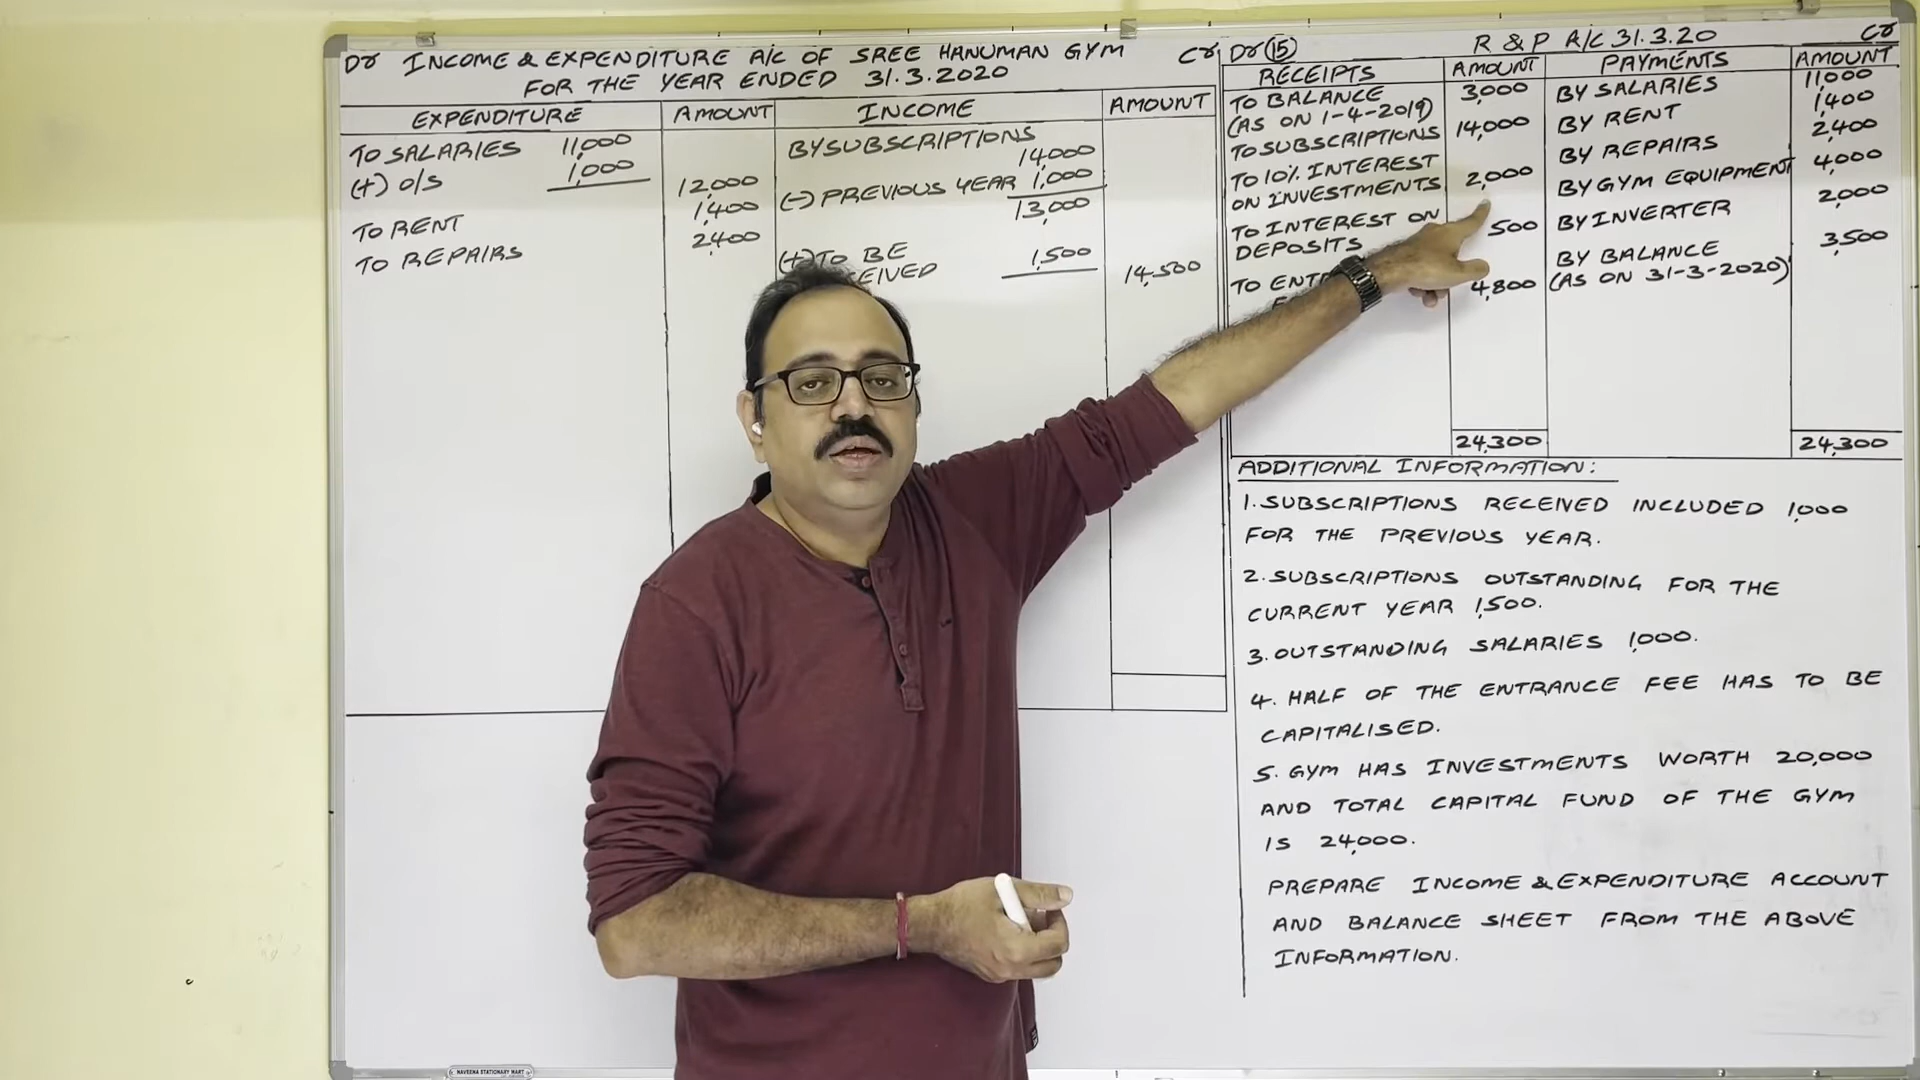 Dr INCOME & EXPENDITURE A/C OF SREE HANUMAN GYM Cr
FOR THE YEAR ENDED 31.3.2020
EXPENDITURE AMOUNT INCOME AMOUNT
TO SALARIES 11,000
(+) O/S 1,000 12,000
TO RENT 1,400
TO REPAIRS 2400
BY SUBSCRIPTIONS
14,000
(-) PREVIOUS YEAR 1,000
13,000
(+) TO BE 1,500 14,500
Dr (15) R & P A/C 31.3.20 Cr
RECEIPTS AMOUNT PAYMENTS AMOUNT
TO BALANCE 3,000
(AS ON 1-4-2019)
TO SUBSCRIPTIONS 14,000
TO 10% INTEREST
ON INVESTMENTS 2,000
TO INTEREST ON 500
DEPOSITS
TO 4,800
24,300
BY SALARIES 11,000
BY RENT 1400
BY REPAIRS 2,400
BY GYM EQUIPMENT 4,000
BY INVERTER 2,000
BY BALANCE 3,500
(AS ON 31-3-2020)
24,300
ADDITIONAL INFORMATION:
1. SUBSCRIPTIONS RECEIVED INCLUDED 1,000
FOR THE PREVIOUS YEAR.
2. SUBSCRIPTIONS OUTSTANDING FOR THE
CURRENT YEAR 1,500.
3. OUTSTANDING SALARIES 1,000.
4. HALF OF THE ENTRANCE FEE HAS TO BE
CAPITALISED.
5. GYM HAS INVESTMENTS WORTH 20,000
AND TOTAL CAPITAL FUND OF THE GYM
IS 24,000.
PREPARE INCOME & EXPENDITURE ACCOUNT
AND BALANCE SHEET FROM THE ABOVE
INFORMATION.
NAVEENA STATIONARY MART